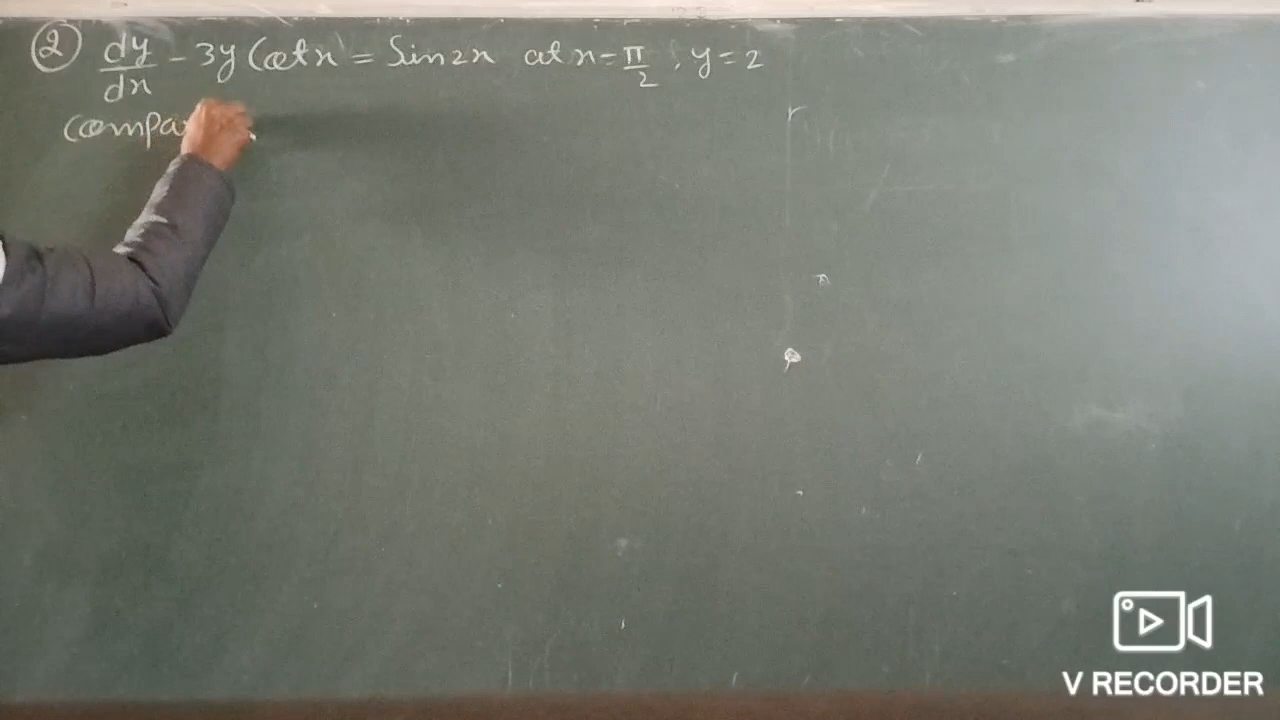 ② dy/dx - 3y Cotx = Sin2x at x = π/2, y = 2
compa
V RECORDER